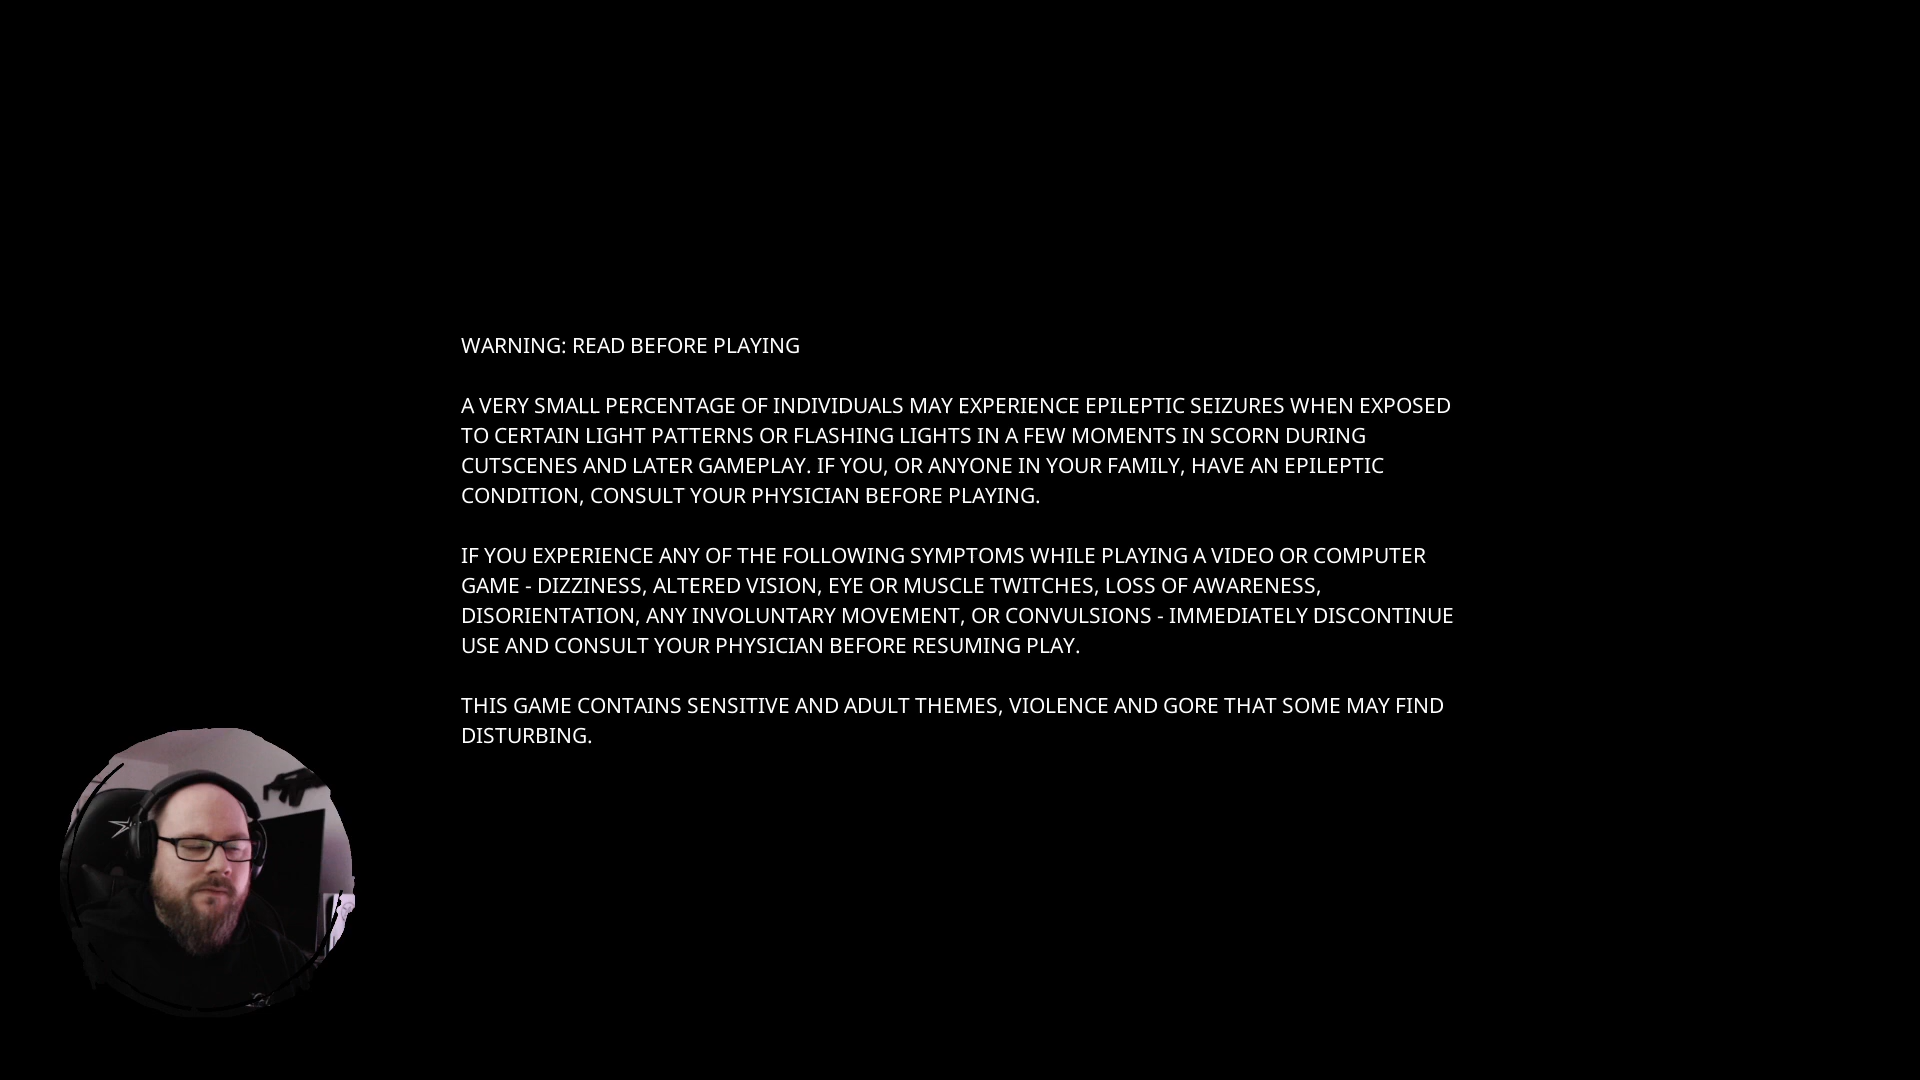 WARNING: READ BEFORE PLAYING
A VERY SMALL PERCENTAGE OF INDIVIDUALS MAY EXPERIENCE EPILEPTIC SEIZURES WHEN EXPOSED
TO CERTAIN LIGHT PATTERNS OR FLASHING LIGHTS IN A FEW MOMENTS IN SCORN DURING
CUTSCENES AND LATER GAMEPLAY. IF YOU, OR ANYONE IN YOUR FAMILY, HAVE AN EPILEPTIC
CONDITION, CONSULT YOUR PHYSICIAN BEFORE PLAYING.
IF YOU EXPERIENCE ANY OF THE FOLLOWING SYMPTOMS WHILE PLAYING A VIDEO OR COMPUTER
GAME - DIZZINESS, ALTERED VISION, EYE OR MUSCLE TWITCHES, LOSS OF AWARENESS,
DISORIENTATION, ANY INVOLUNTARY MOVEMENT, OR CONVULSIONS - IMMEDIATELY DISCONTINUE
USE AND CONSULT YOUR PHYSICIAN BEFORE RESUMING PLAY.
THIS GAME CONTAINS SENSITIVE AND ADULT THEMES, VIOLENCE AND GORE THAT SOME MAY FIND
DISTURBING.